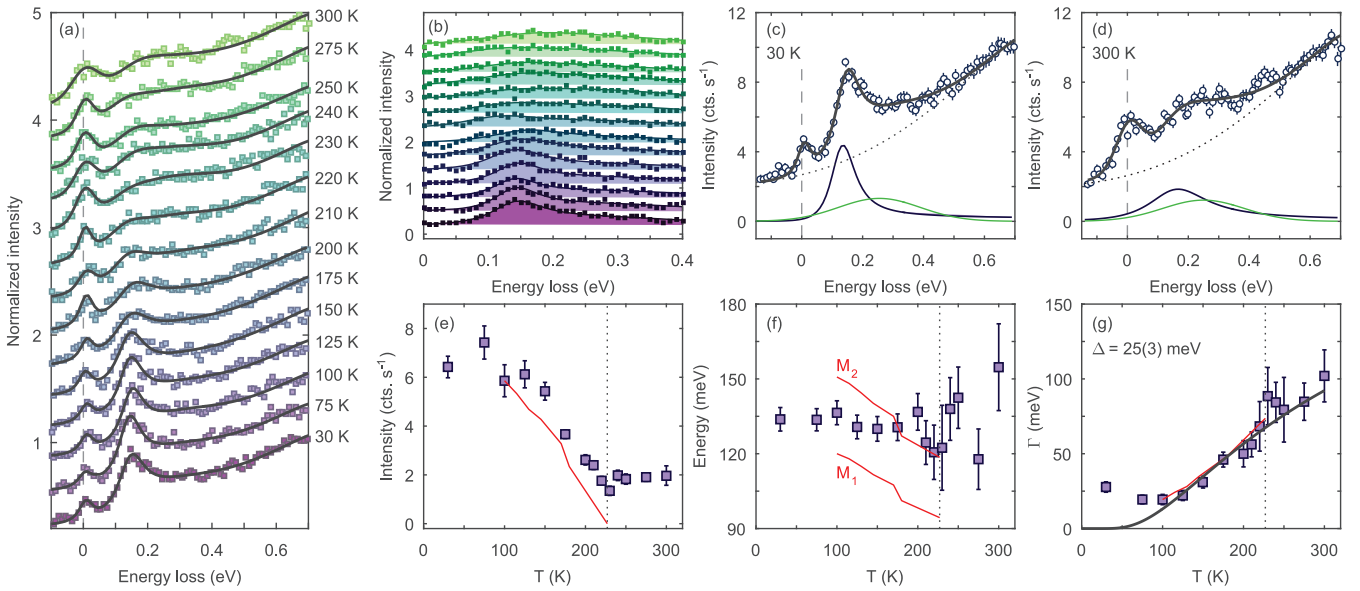 (a)
300 K
275 K
250 K
240 K
230 K
220 K
210 K
200 K
175 K
150 K
125 K
100 K
75 K
30 K
5
4
3
2
1
Normalized intensity
0 0.2 0.4 0.6
Energy loss (eV)
(b)
4
3
2
1
0
Normalized intensity
0 0.1 0.2 0.3 0.4
Energy loss (eV)
(c)
30 K
12
8
4
0
Intensity (cts. s⁻¹)
0 0.2 0.4 0.6
Energy loss (eV)
(d)
300 K
12
8
4
0
Intensity (cts. s⁻¹)
0 0.2 0.4 0.6
Energy loss (eV)
(e)
8
6
4
2
0
Intensity (cts. s⁻¹)
0 100 200 300
T (K)
(f)
180
150
120
90
Energy (meV)
M₂
M₁
0 100 200 300
T (K)
(g)
Δ = 25(3) meV
150
100
50
0
Γ (meV)
0 100 200 300
T (K)